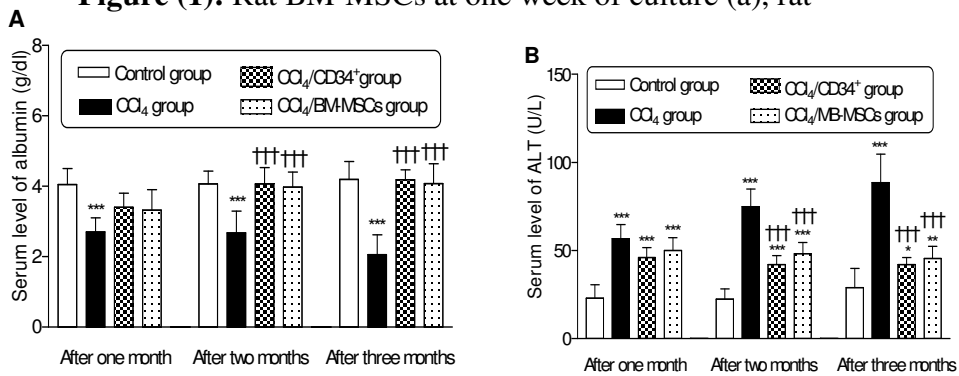 Figure (1): Rat BM-MSCs at one week of culture (a), rat
A
Serum level of albumin (g/dl)
8
6
4
2
0
Control group
CCl4 group
CCl4/CD34+group
CCl4/BM-MSCs group
***
***
†††
†††
***
†††
†††
After one month
After two months
After three months
B
Serum level of ALT (U/L)
150
100
50
0
Control group
CCl4 group
CCl4/CD34+ group
CCl4/MB-MSCs group
***
***
***
***
†††
***
†††
***
***
†††
*
†††
**
After one month
After two months
After three months